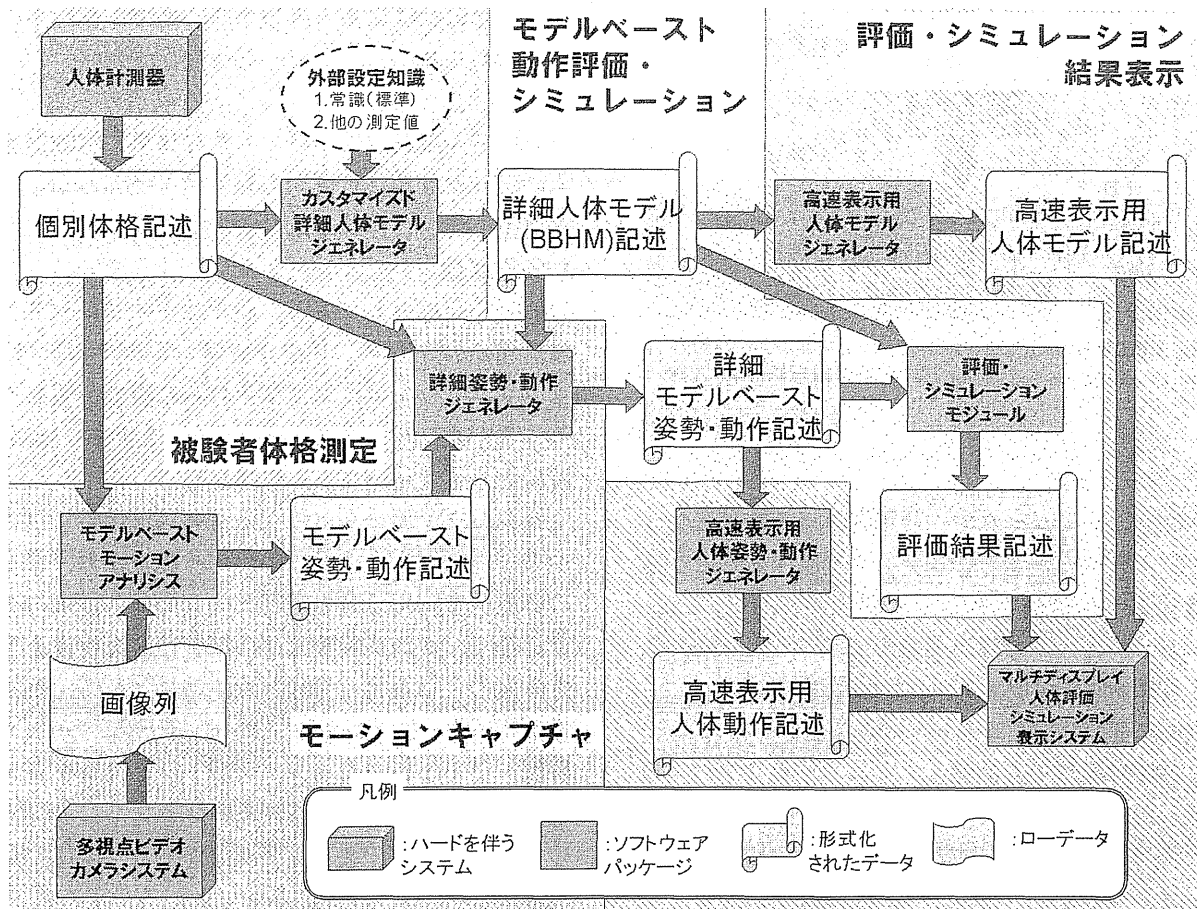 モデルベースト
動作評価・
シミュレーション
評価・シミュレーション
結果表示
人体計測器
外部設定知識
1.常識(標準)
2.他の測定値
個別体格記述
カスタマイズド
詳細人体モデル
ジェネレータ
詳細人体モデル
(BBHM)記述
高速表示用
人体モデル
ジェネレータ
高速表示用
人体モデル記述
詳細姿勢・動作
ジェネレータ
詳細
モデルベースト
姿勢・動作記述
評価・
シミュレーション
モジュール
被験者体格測定
モデルベースト
モーション
アナリシス
モデルベースト
姿勢・動作記述
高速表示用
人体姿勢・動作
ジェネレータ
評価結果記述
画像列
高速表示用
人体動作記述
マルチディスプレイ
人体評価
シミュレーション
表示システム
モーションキャプチャ
多視点ビデオ
カメラシステム
凡例
:ハードを伴う
システム
:ソフトウェア
パッケージ
:形式化
されたデータ
:ローデータ